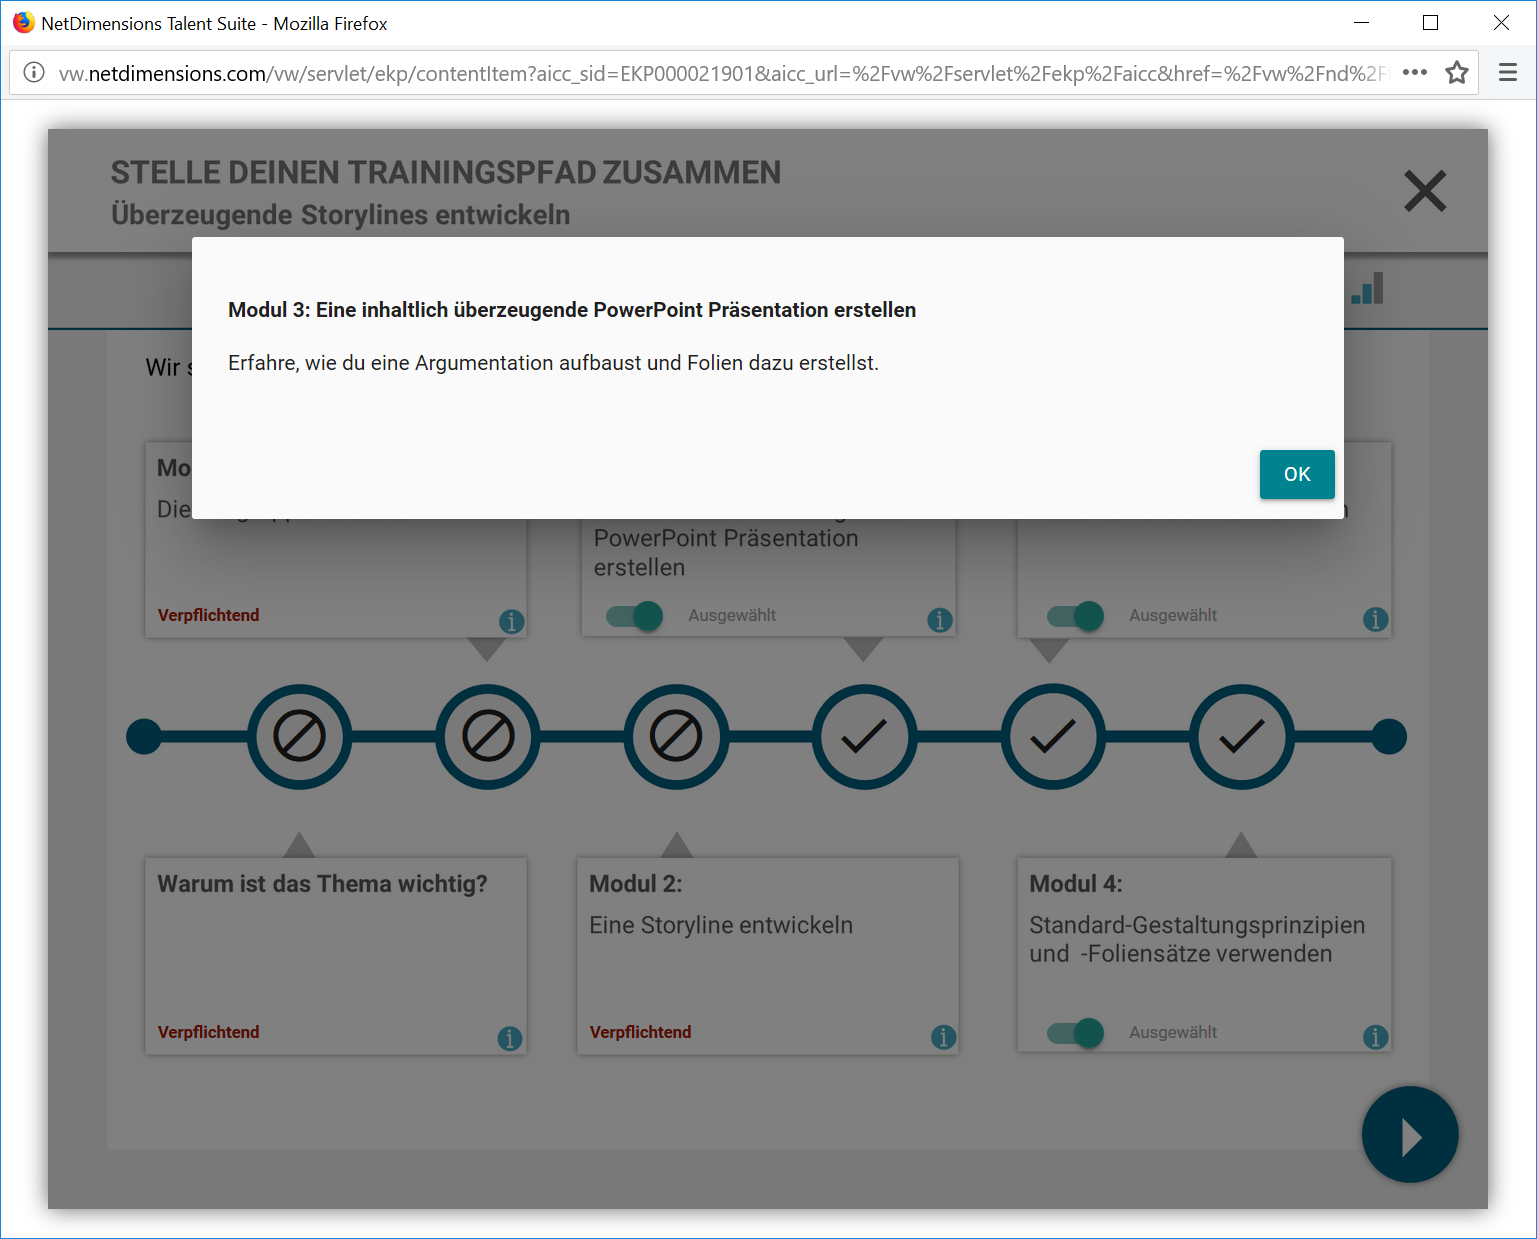 NetDimensions Talent Suite - Mozilla Firefox
vw.netdimensions.com/vw/servlet/ekp/contentItem?aicc_sid=EKP000021901&aicc_url=%2Fvw%2Fservlet%2Fekp%2Faicc&href=%2Fvw%2Fnd%2F
STELLE DEINEN TRAININGSPFAD ZUSAMMEN
Überzeugende Storylines entwickeln
Modul 3: Eine inhaltlich überzeugende PowerPoint Präsentation erstellen
Wir
Erfahre, wie du eine Argumentation aufbaust und Folien dazu erstellst.
Mo
OK
Die
PowerPoint Präsentation
erstellen
Verpflichtend
Ausgewählt
Ausgewählt
Warum ist das Thema wichtig?
Verpflichtend
Modul 2:
Eine Storyline entwickeln
Verpflichtend
Modul 4:
Standard-Gestaltungsprinzipien
und -Foliensätze verwenden
Ausgewählt